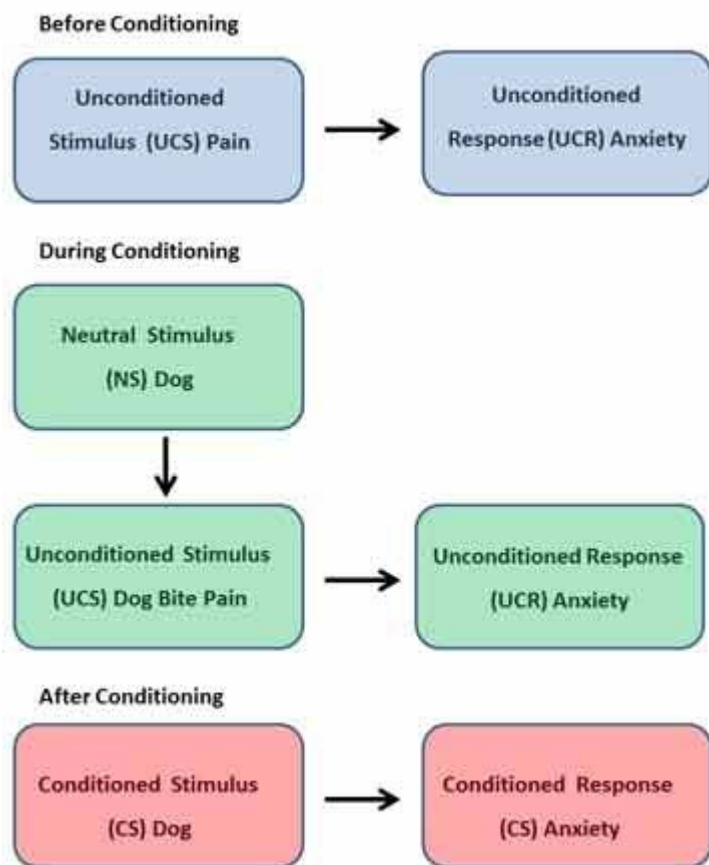 Before Conditioning
Unconditioned
Stimulus (UCS) Pain
Unconditioned
Response (UCR) Anxiety
During Conditioning
Neutral Stimulus
(NS) Dog
Unconditioned Stimulus
(UCS) Dog Bite Pain
Unconditioned Response
(UCR) Anxiety
After Conditioning
Conditioned Stimulus
(CS) Dog
Conditioned Response
(CS) Anxiety